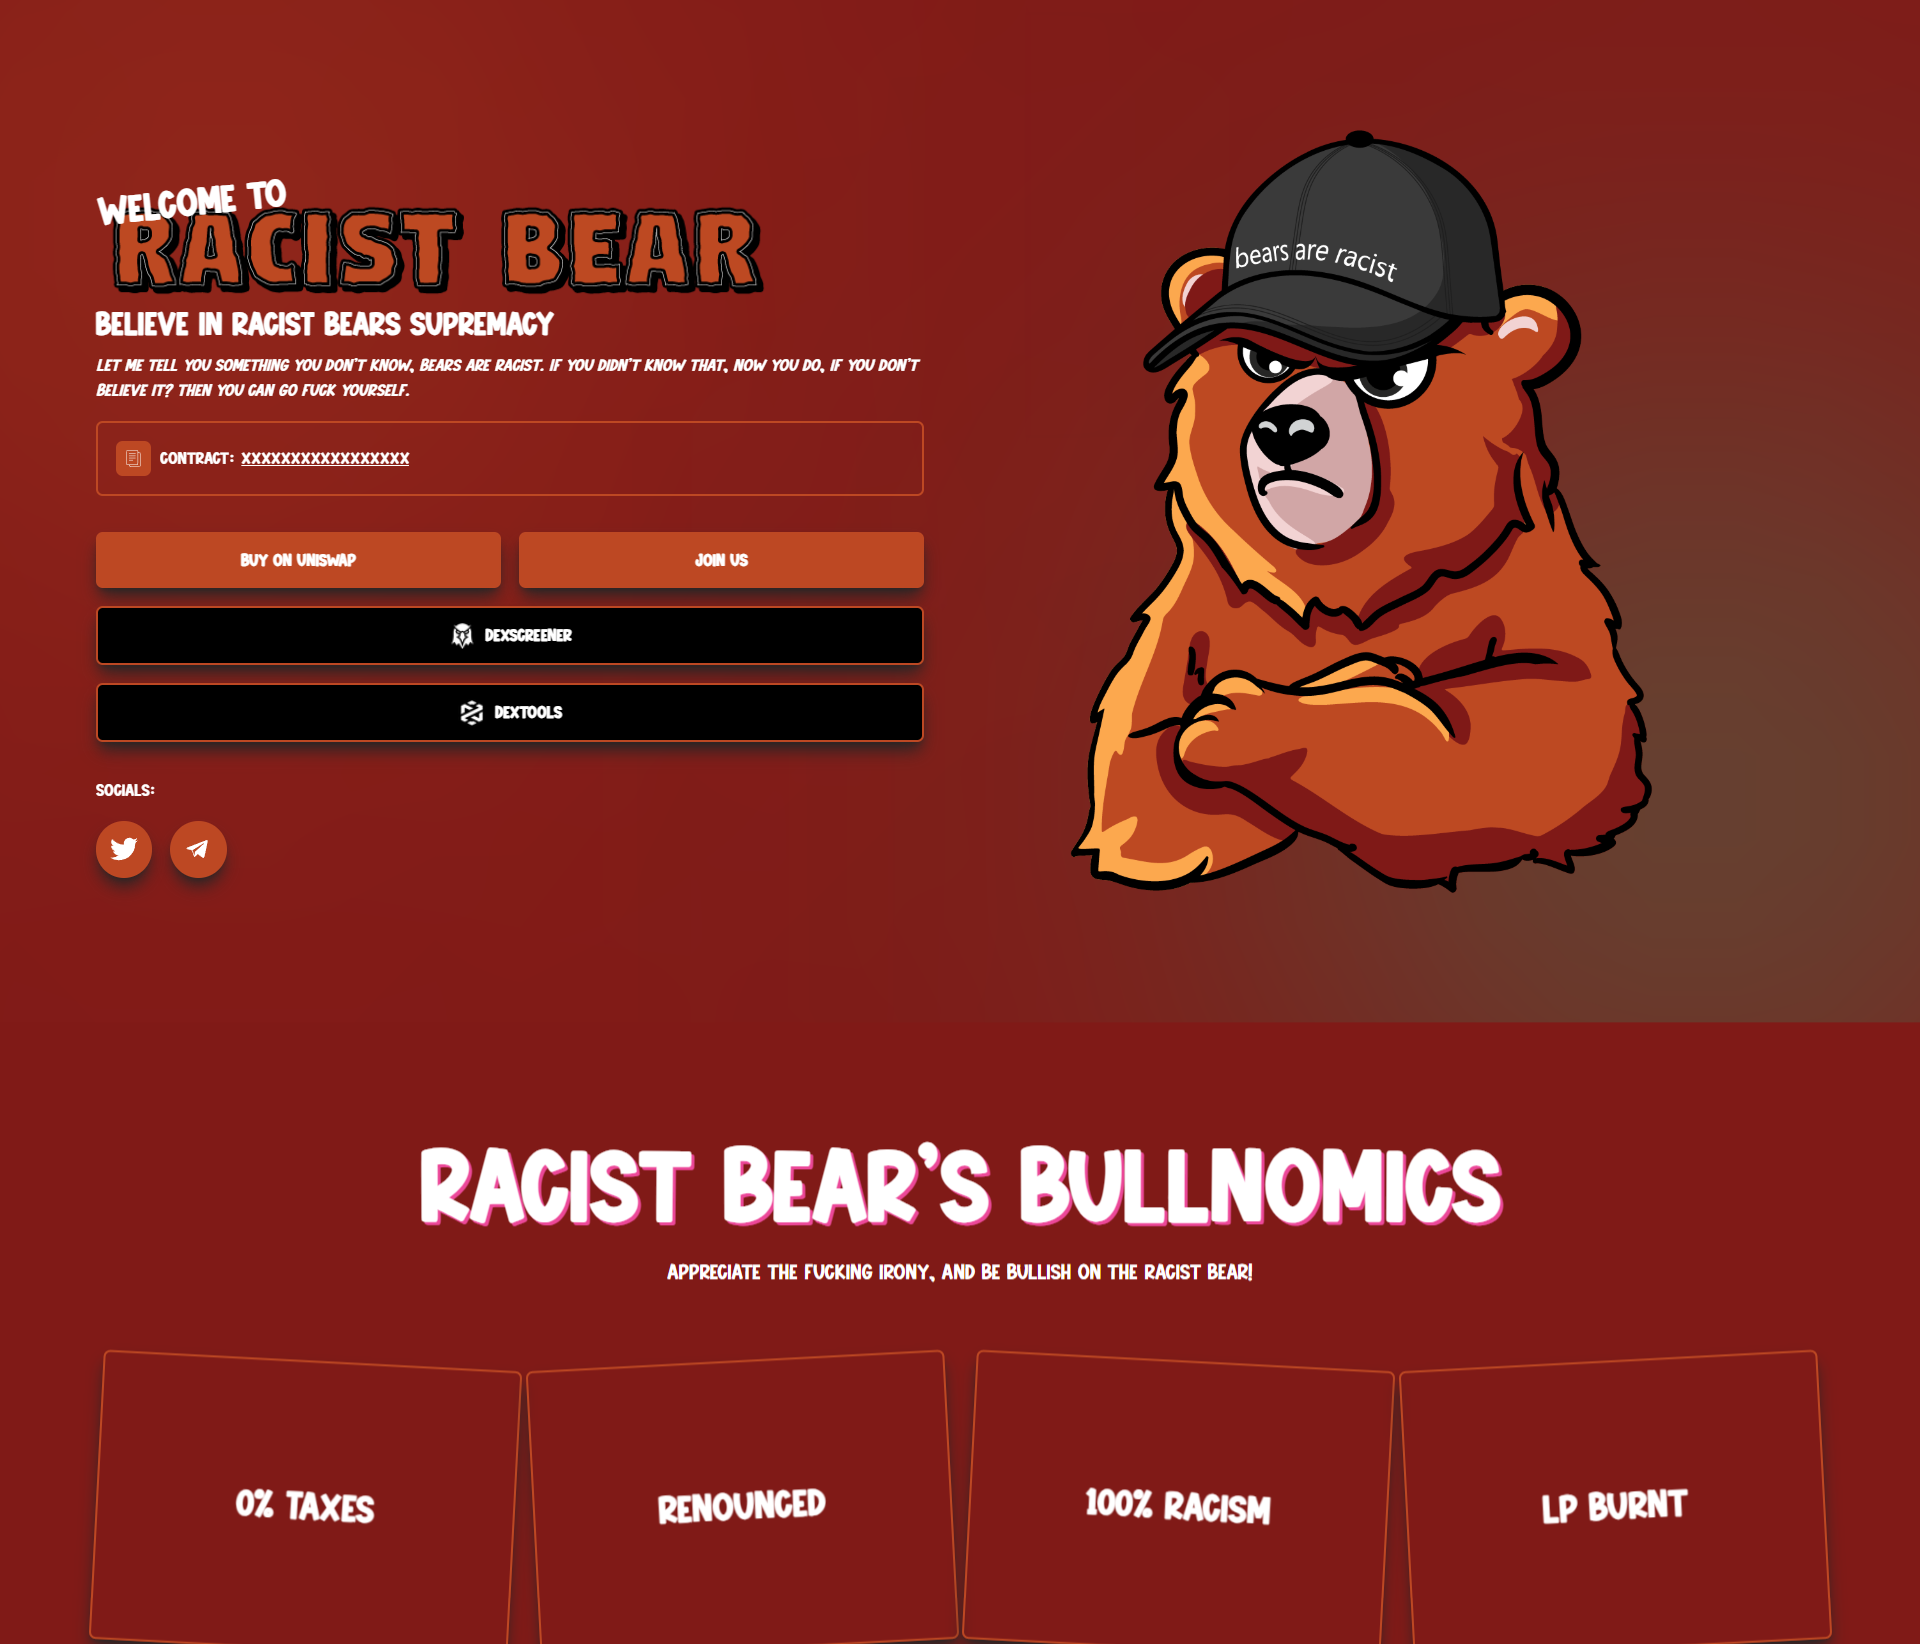 WELCOME TO
RACIST BEAR
BELIEVE IN RACIST BEARS SUPREMACY
LET ME TELL YOU SOMETHING YOU DON'T KNOW, BEARS ARE RACIST. IF YOU DIDN'T KNOW THAT, NOW YOU DO, IF YOU DON'T
BELIEVE IT? THEN YOU CAN GO FUCK YOURSELF.
CONTRACT: XXXXXXXXXXXXXXXXX
BUY ON UNISWAP
JOIN US
DEXSCREENER
DEXTOOLS
SOCIALS:
bears are racist
RACIST BEAR'S BULLNOMICS
APPRECIATE THE FUCKING IRONY, AND BE BULLISH ON THE RACIST BEAR!
0% TAXES
RENOUNCED
100% RACISM
LP BURNT